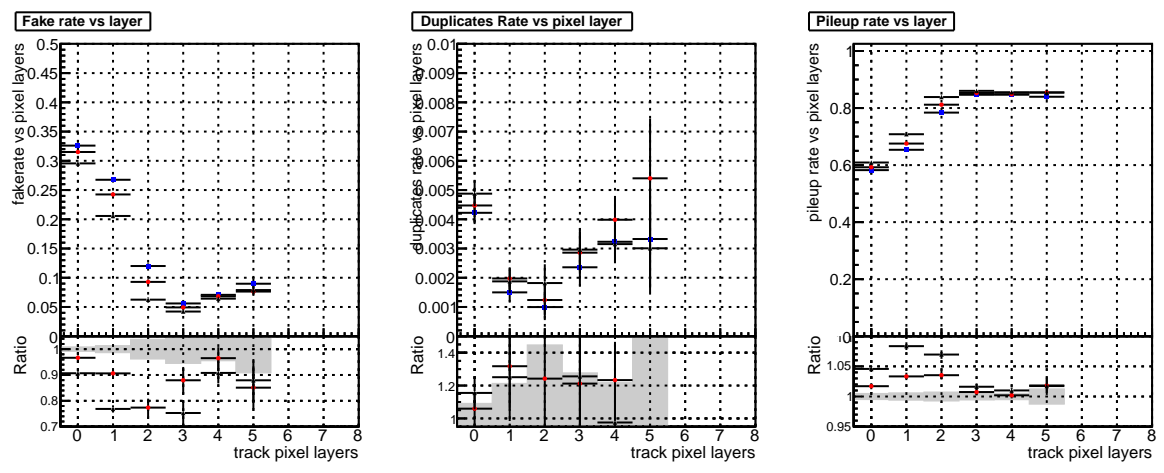 Fake rate vs layer
fakerate vs pixel layers
0.5
0.45
0.4
0.35
0.3
0.25
0.2
0.15
0.1
0.05
0
Ratio
1
0.9
0.8
0.7
0 1 2 3 4 5 6 7 8
track pixel layers
Duplicates Rate vs pixel layer
duplicates rate vs pixel layers
0.01
0.009
0.008
0.007
0.006
0.005
0.004
0.003
0.002
0.001
0
Ratio
1.4
1.2
1
0 1 2 3 4 5 6 7 8
track pixel layers
Pileup rate vs layer
pileup rate vs pixel layers
1
0.8
0.6
0.4
0.2
0
Ratio
1.1
1.05
1
0.95
0 1 2 3 4 5 6 7 8
track pixel layers